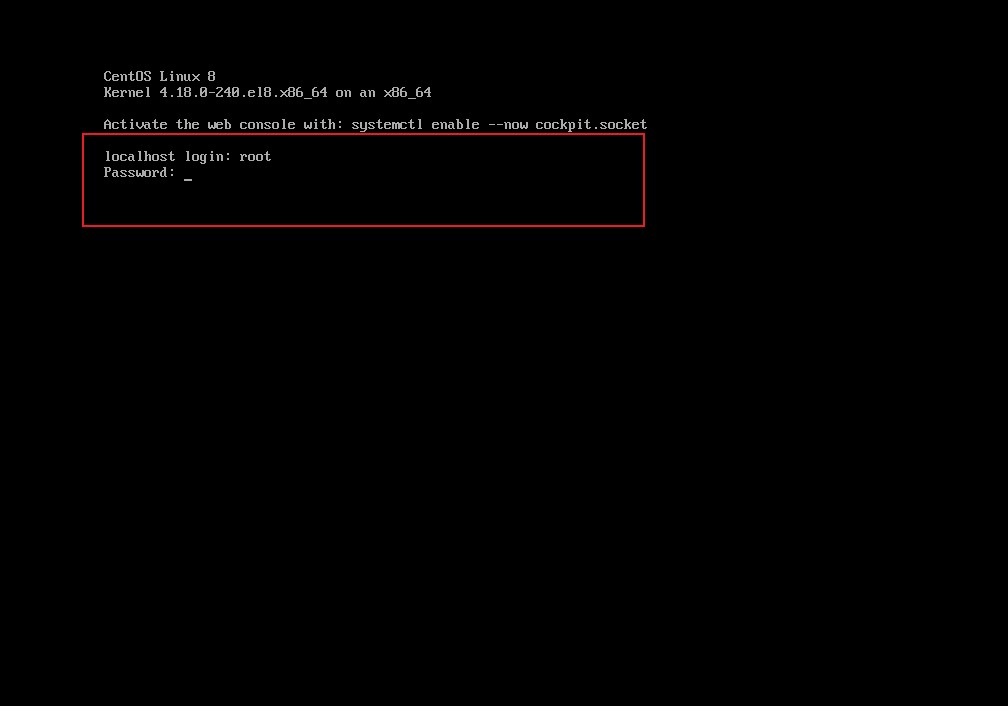 CentOS Linux 8
Kernel 4.18.0-240.el8.x86_64 on an x86_64
Activate the web console with: systemctl enable --now cockpit.socket
localhost login: root
Password: _